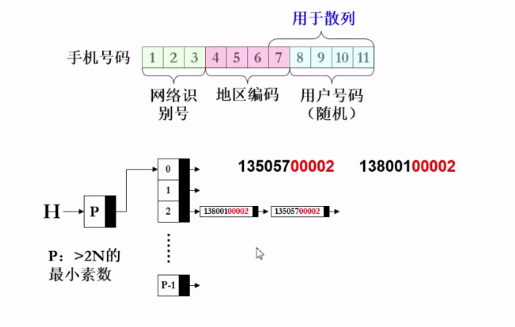 用于散列
手机号码 1 2 3 4 5 6 7 8 9 10 11
网络识别号
地区编码
用户号码
（随机）
13505700002 13800100002
H P
0
1
2 13800100002 13505700002
P-1
P：>2N的
最小素数